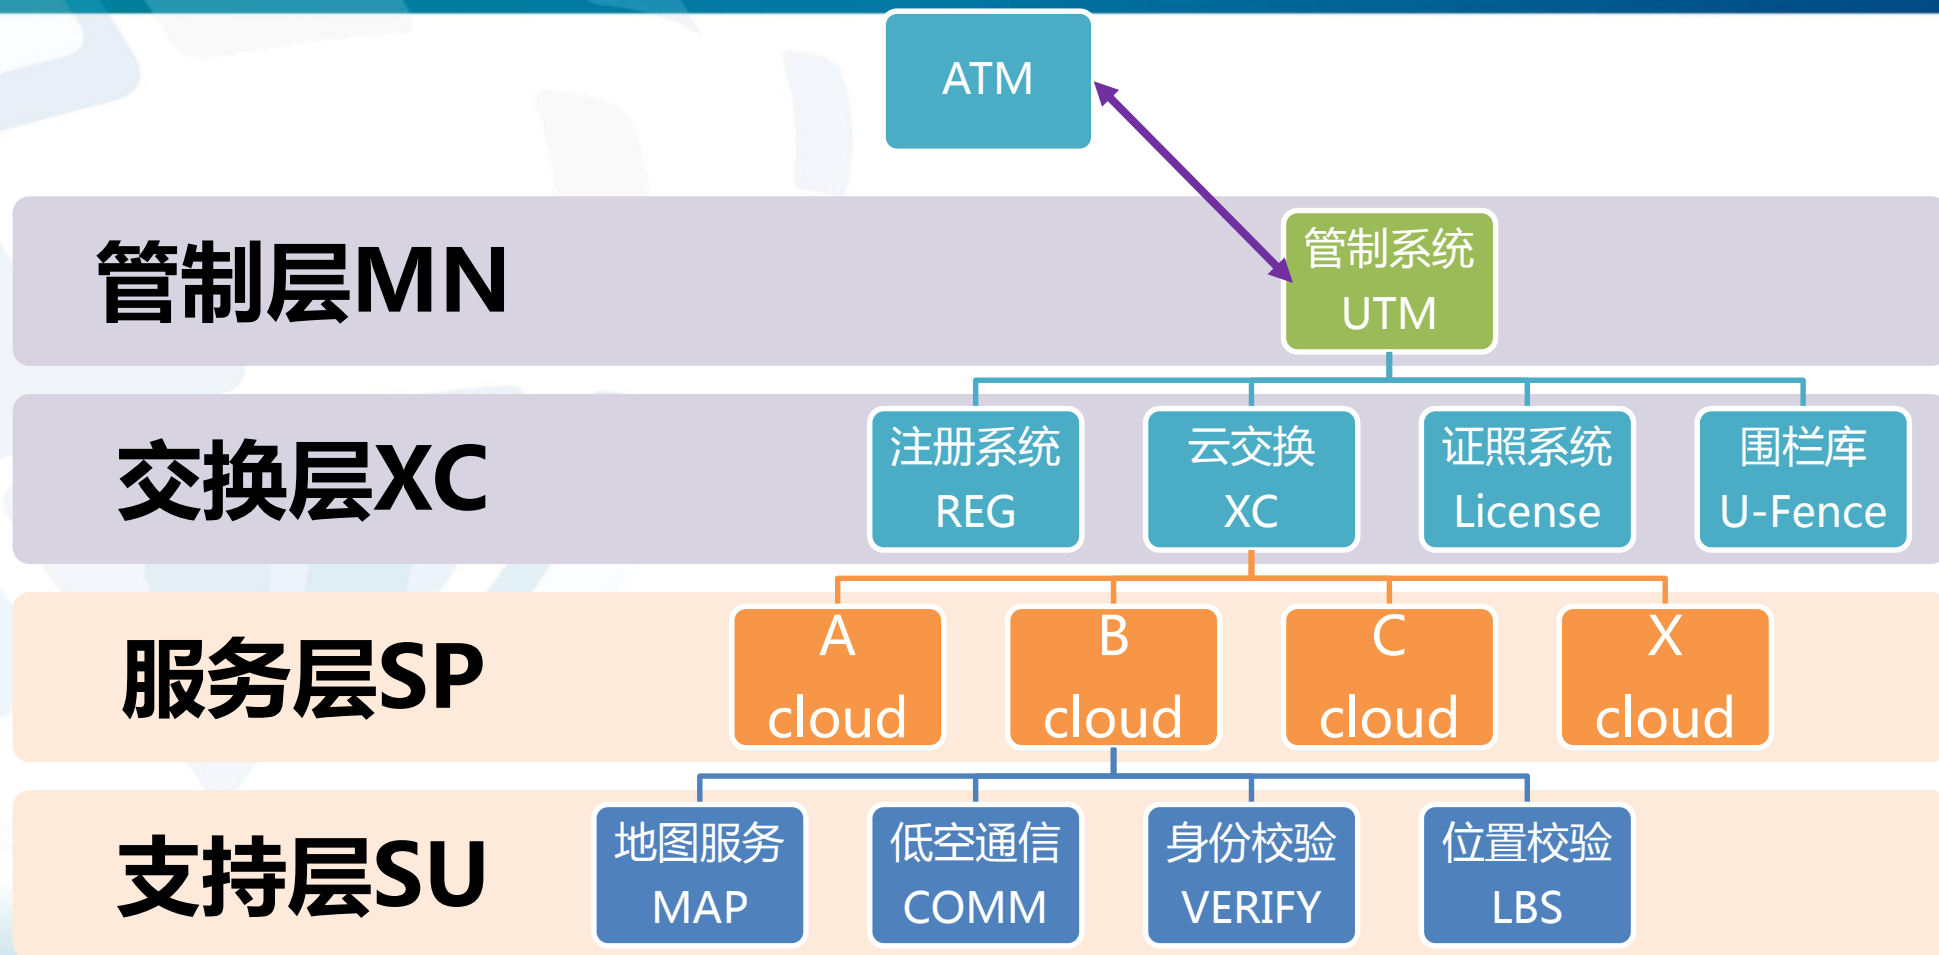 ATM
管制层MN
管制系统
UTM
交换层XC
注册系统
REG
云交换
XC
证照系统
License
围栏库
U-Fence
服务层SP
A
cloud
B
cloud
C
cloud
X
cloud
支持层SU
地图服务
MAP
低空通信
COMM
身份校验
VERIFY
位置校验
LBS